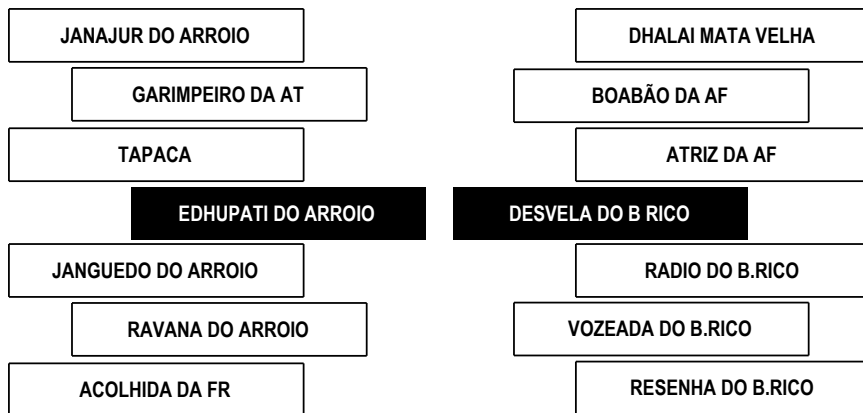 JANAJUR DO ARROIO
DHALAI MATA VELHA
GARIMPEIRO DA AT
BOABÃO DA AF
TAPACA
ATRIZ DA AF
EDHUPATI DO ARROIO
DESVELA DO B RICO
JANGUEDO DO ARROIO
RADIO DO B.RICO
RAVANA DO ARROIO
VOZEADA DO B.RICO
ACOLHIDA DA FR
RESENHA DO B.RICO